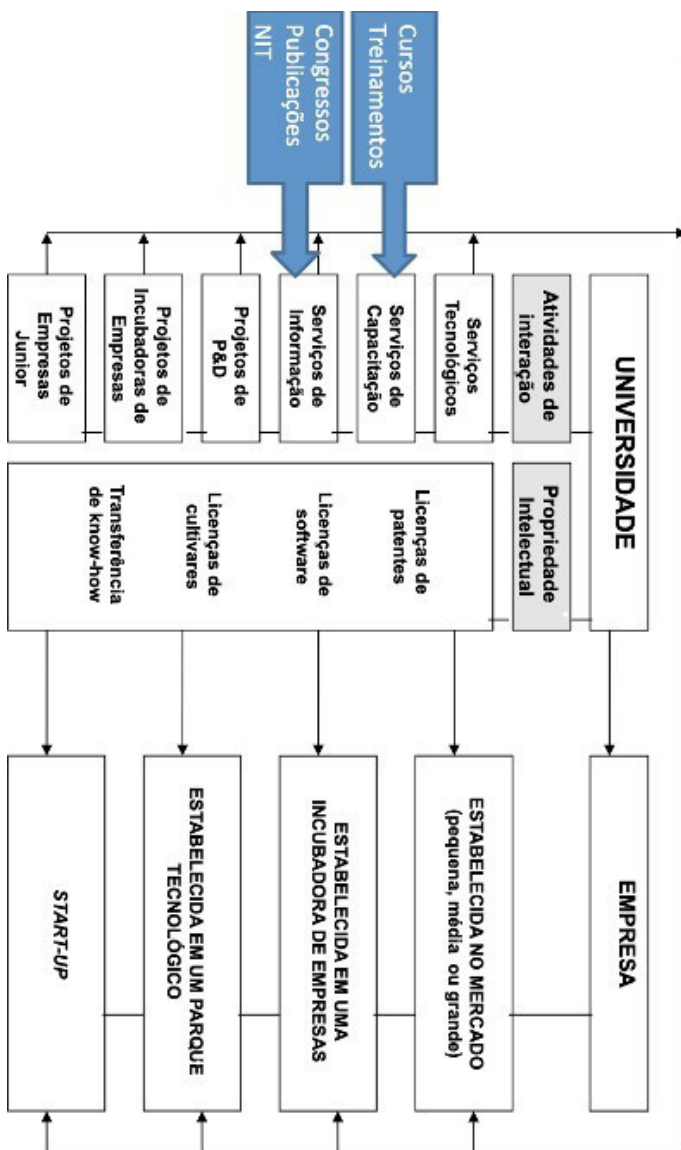 UNIVERSIDADE
EMPRESA
Atividades de
interação
Propriedade
Intelectual
Cursos
Treinamentos
Congressos
Publicações
NIT
Serviços
Tecnológicos
Serviços de
Capacitação
Serviços de
Informação
Projetos de
P&D
Projetos de
Incubadoras de
Empresas
Projetos de
Empresas
Junior
Licenças de
patentes
Licenças de
software
Licenças de
cultivares
Transferência
de know-how
ESTABELECIDA NO MERCADO
(pequena, média ou grande)
ESTABELECIDA EM UMA
INCUBADORA DE EMPRESAS
ESTABELECIDA EM UM PARQUE
TECNOLÓGICO
START-UP